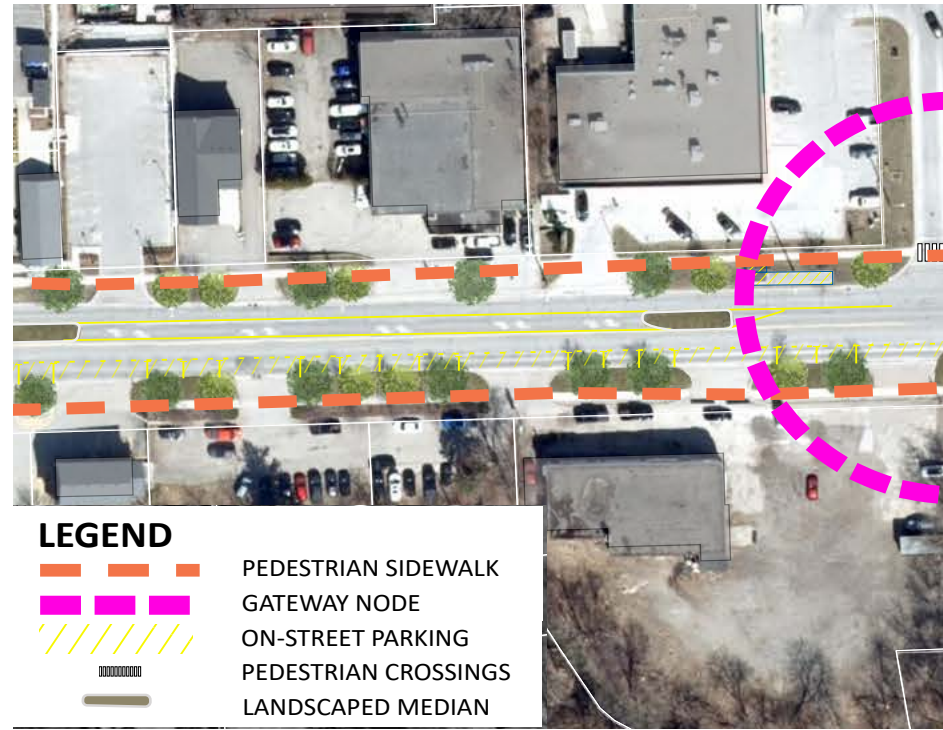 LEGEND
PEDESTRIAN SIDEWALK
GATEWAY NODE
ON-STREET PARKING
PEDESTRIAN CROSSINGS
LANDSCAPED MEDIAN